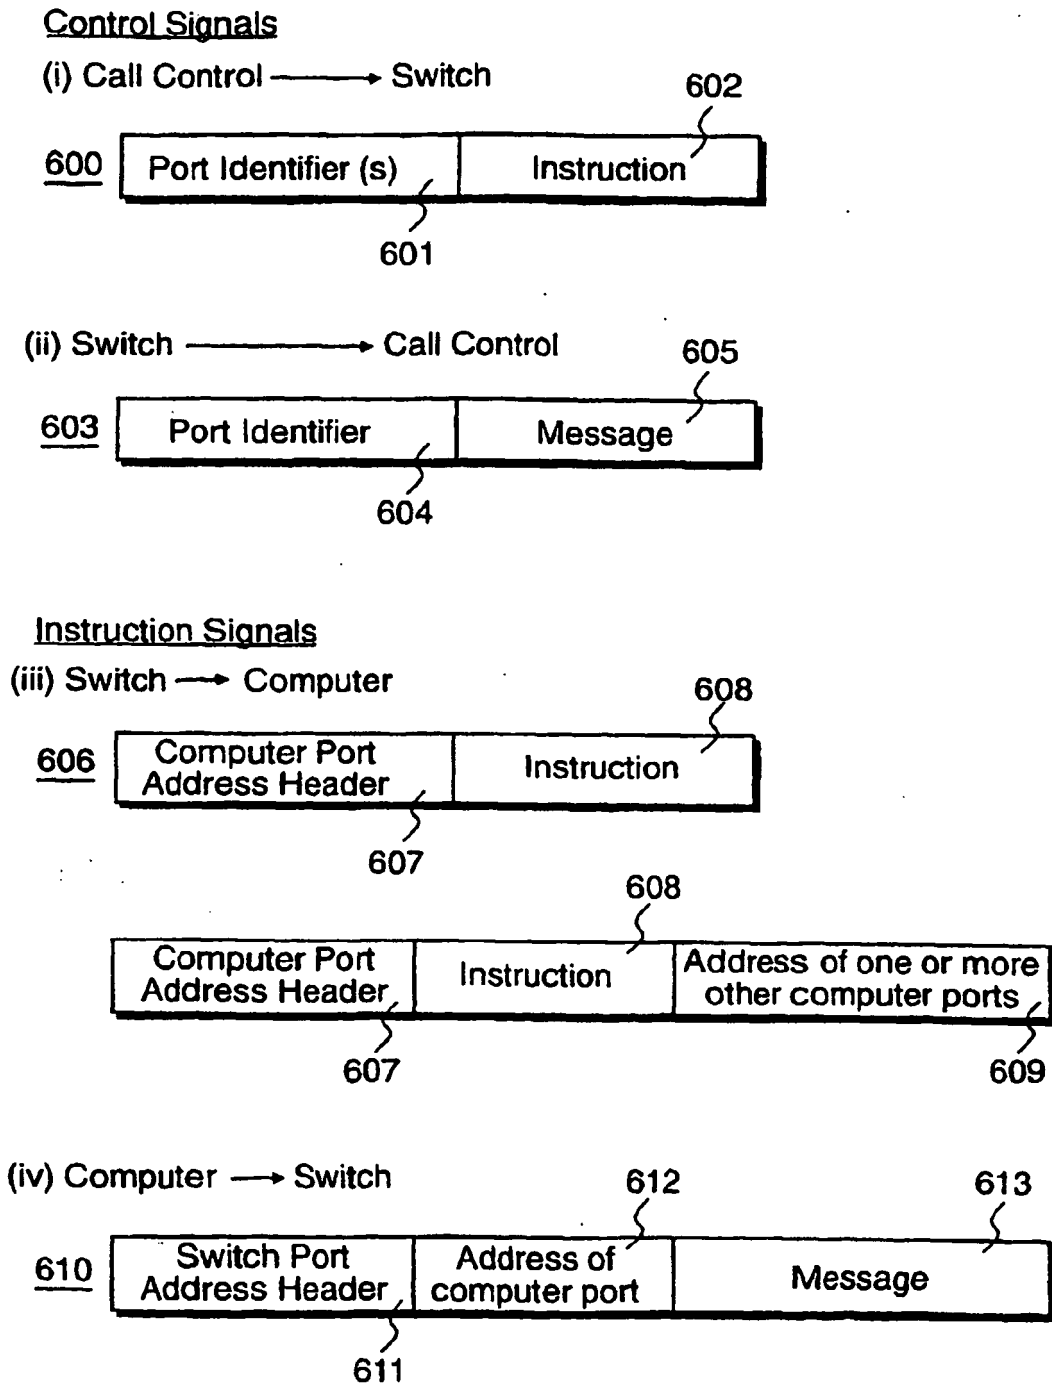 Control Signals
(i) Call Control Switch
602
600 Port Identifier (s) Instruction
601
(ii) Switch Call Control
605
603 Port Identifier Message
604
Instruction Signals
(iii) Switch Computer
608
606 Computer Port Address Header Instruction
607
608
Computer Port Address Header Instruction Address of one or more other computer ports
607 609
(iv) Computer Switch
612 613
610 Switch Port Address Header Address of computer port Message
611